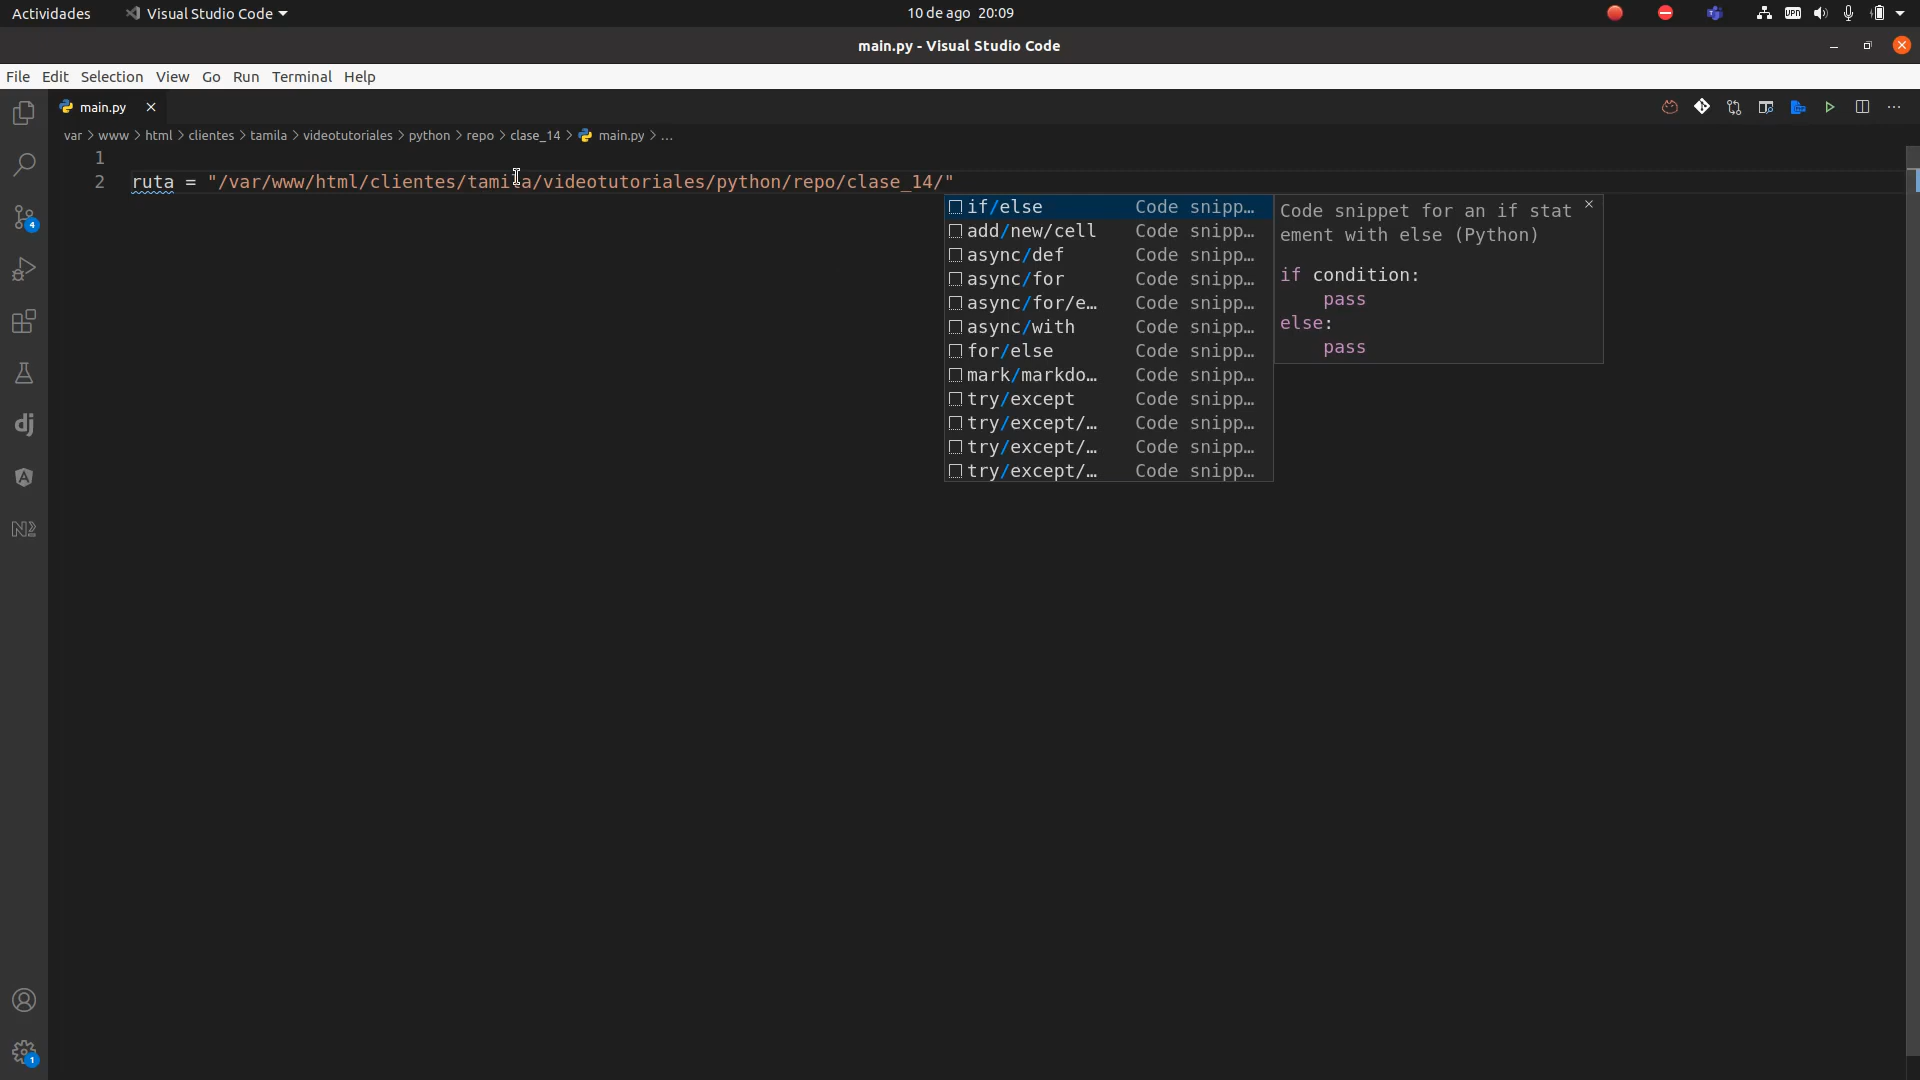 Actividades Visual Studio Code 10 de ago 20:09 VPN
main.py - Visual Studio Code
File Edit Selection View Go Run Terminal Help
main.py
var > www > html > clientes > tamila > videotutoriales > python > repo > clase_14 > main.py > ...
1
2 ruta = "/var/www/html/clientes/tamila/videotutoriales/python/repo/clase_14/"
if/else Code snipp…
add/new/cell Code snipp…
async/def Code snipp…
async/for Code snipp…
async/for/e… Code snipp…
async/with Code snipp…
for/else Code snipp…
mark/markdo… Code snipp…
try/except Code snipp…
try/except/… Code snipp…
try/except/… Code snipp…
try/except/… Code snipp…
Code snippet for an if stat
ement with else (Python)
if condition:
pass
else:
pass
4
dj
A
N2
1